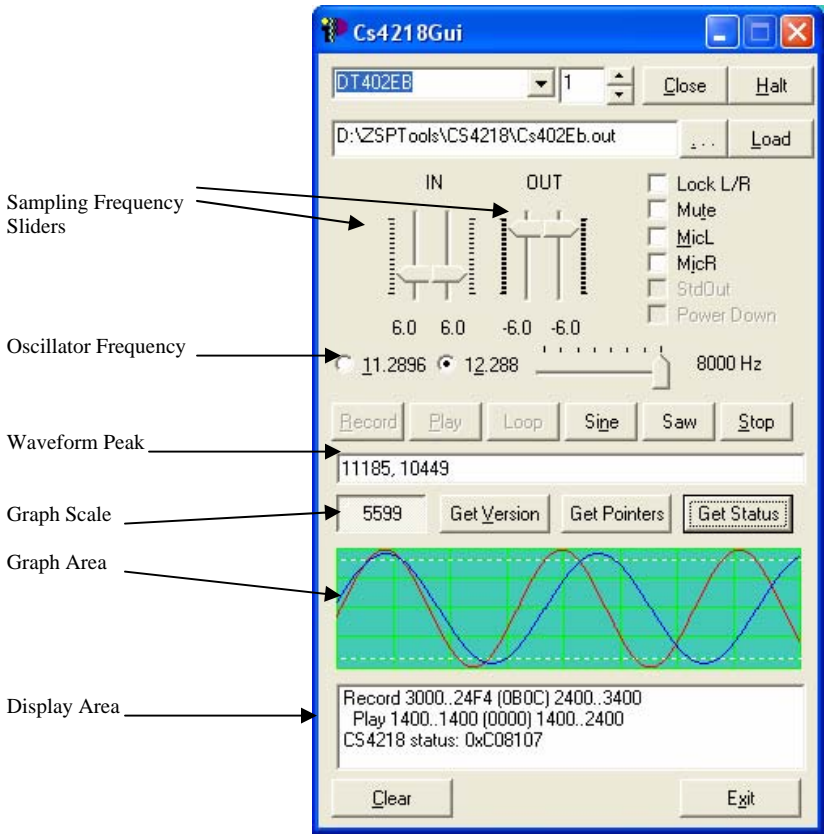 Cs4218Gui
DT402EB 1 Close Halt
D:\ZSPTools\CS4218\Cs402Eb.out ... Load
Sampling Frequency
Sliders
IN OUT
Lock L/R
Mute
MicL
MicR
StdOut
Power Down
6.0 6.0 -6.0 -6.0
Oscillator Frequency
11.2896 12.288 8000 Hz
Record Play Loop Sine Saw Stop
Waveform Peak
11185, 10449
Graph Scale
5599 Get Version Get Pointers Get Status
Graph Area
Display Area
Record 3000..24F4 (0B0C) 2400..3400
Play 1400..1400 (0000) 1400..2400
CS4218 status: 0xC08107
Clear Exit